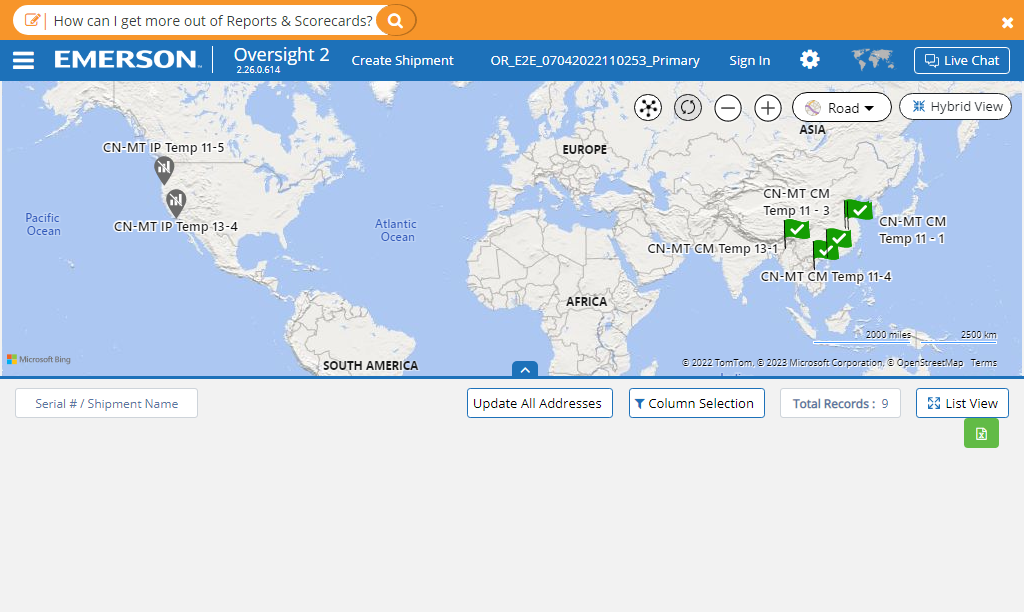 How can I get more out of Reports & Scorecards?
EMERSON
Oversight 2
2.26.0.614
Create Shipment
OR_E2E_07042022110253_Primary
Sign In
Live Chat
Road
Hybrid View
ASIA
CN-MT IP Temp 11-5
EUROPE
CN-MT CM
Temp 11 - 3
Pacific
Ocean
CN-MT IP Temp 13-4
Atlantic
Ocean
CN-MT CM
Temp 11 - 1
CN-MT CM Temp 13-1
CN-MT CM Temp 11-4
AFRICA
2000 miles
2500 km
Microsoft Bing
SOUTH AMERICA
© 2022 TomTom, © 2023 Microsoft Corporation, © OpenStreetMap Terms
Serial # / Shipment Name
Update All Addresses
Column Selection
Total Records : 9
List View